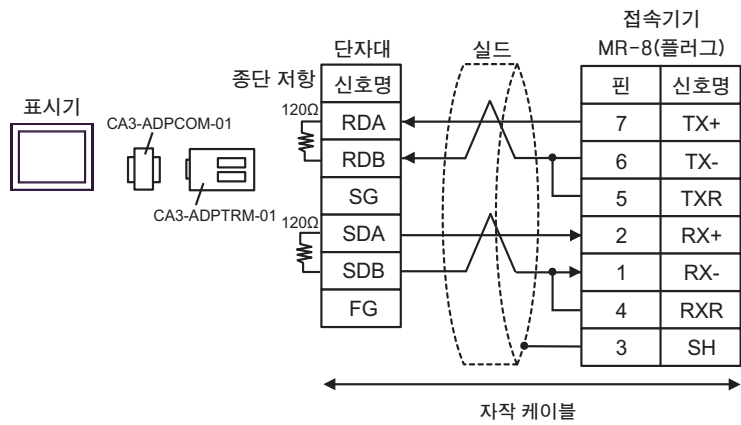 접속기기
단자대
실드
MR-8(플러그)
종단 저항
신호명
핀
신호명
표시기
CA3-ADPCOM-01
120Ω
RDA
7
TX+
RDB
6
TX-
SG
5
TXR
CA3-ADPTRM-01
120Ω
SDA
2
RX+
SDB
1
RX-
FG
4
RXR
3
SH
자작 케이블